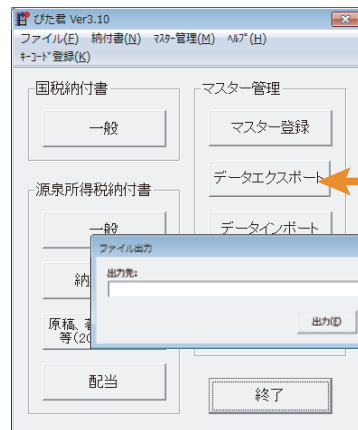 ぴた君 Ver3.10
ファイル(F) 納付書(N) ﾏｽﾀｰ管理(M) ﾍﾙﾌﾟ(H)
ｷｰｺｰﾄﾞ登録(K)
国税納付書
一般
源泉所得税納付書
一般
納
原稿、
等(20
配当
マスター管理
マスター登録
データエクスポート
データインポート
ファイル出力
出力先:
出力(E)
終了